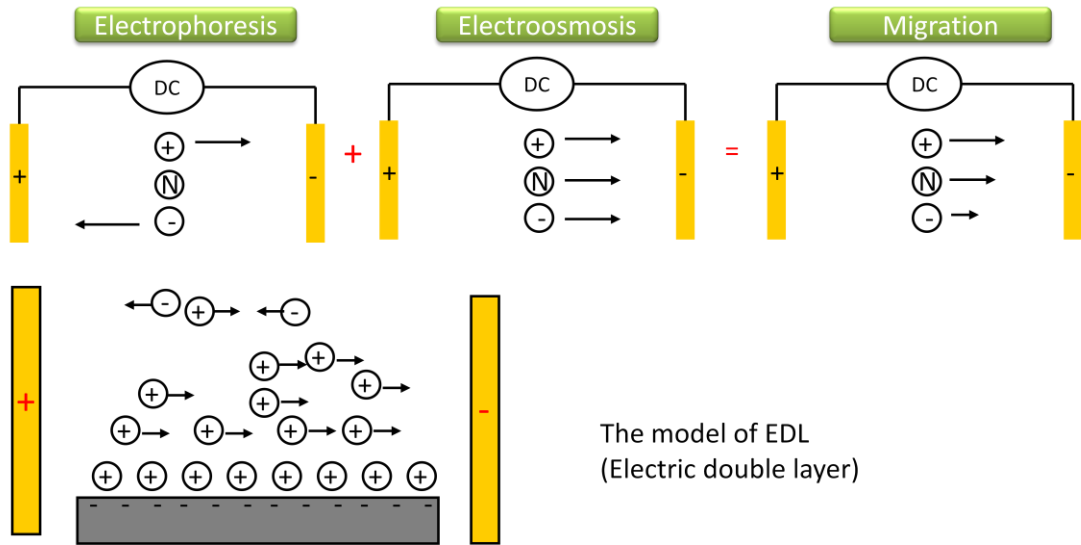 Electrophoresis
Electroosmosis
Migration
DC
DC
DC
+
+
-
N
-
+
+
+
-
N
-
=
+
+
-
N
-
- + -
+
+ +
+
+ +
+ + + +
+ + + + + + + +
- - - - - - - - - - -
+
-
The model of EDL
(Electric double layer)